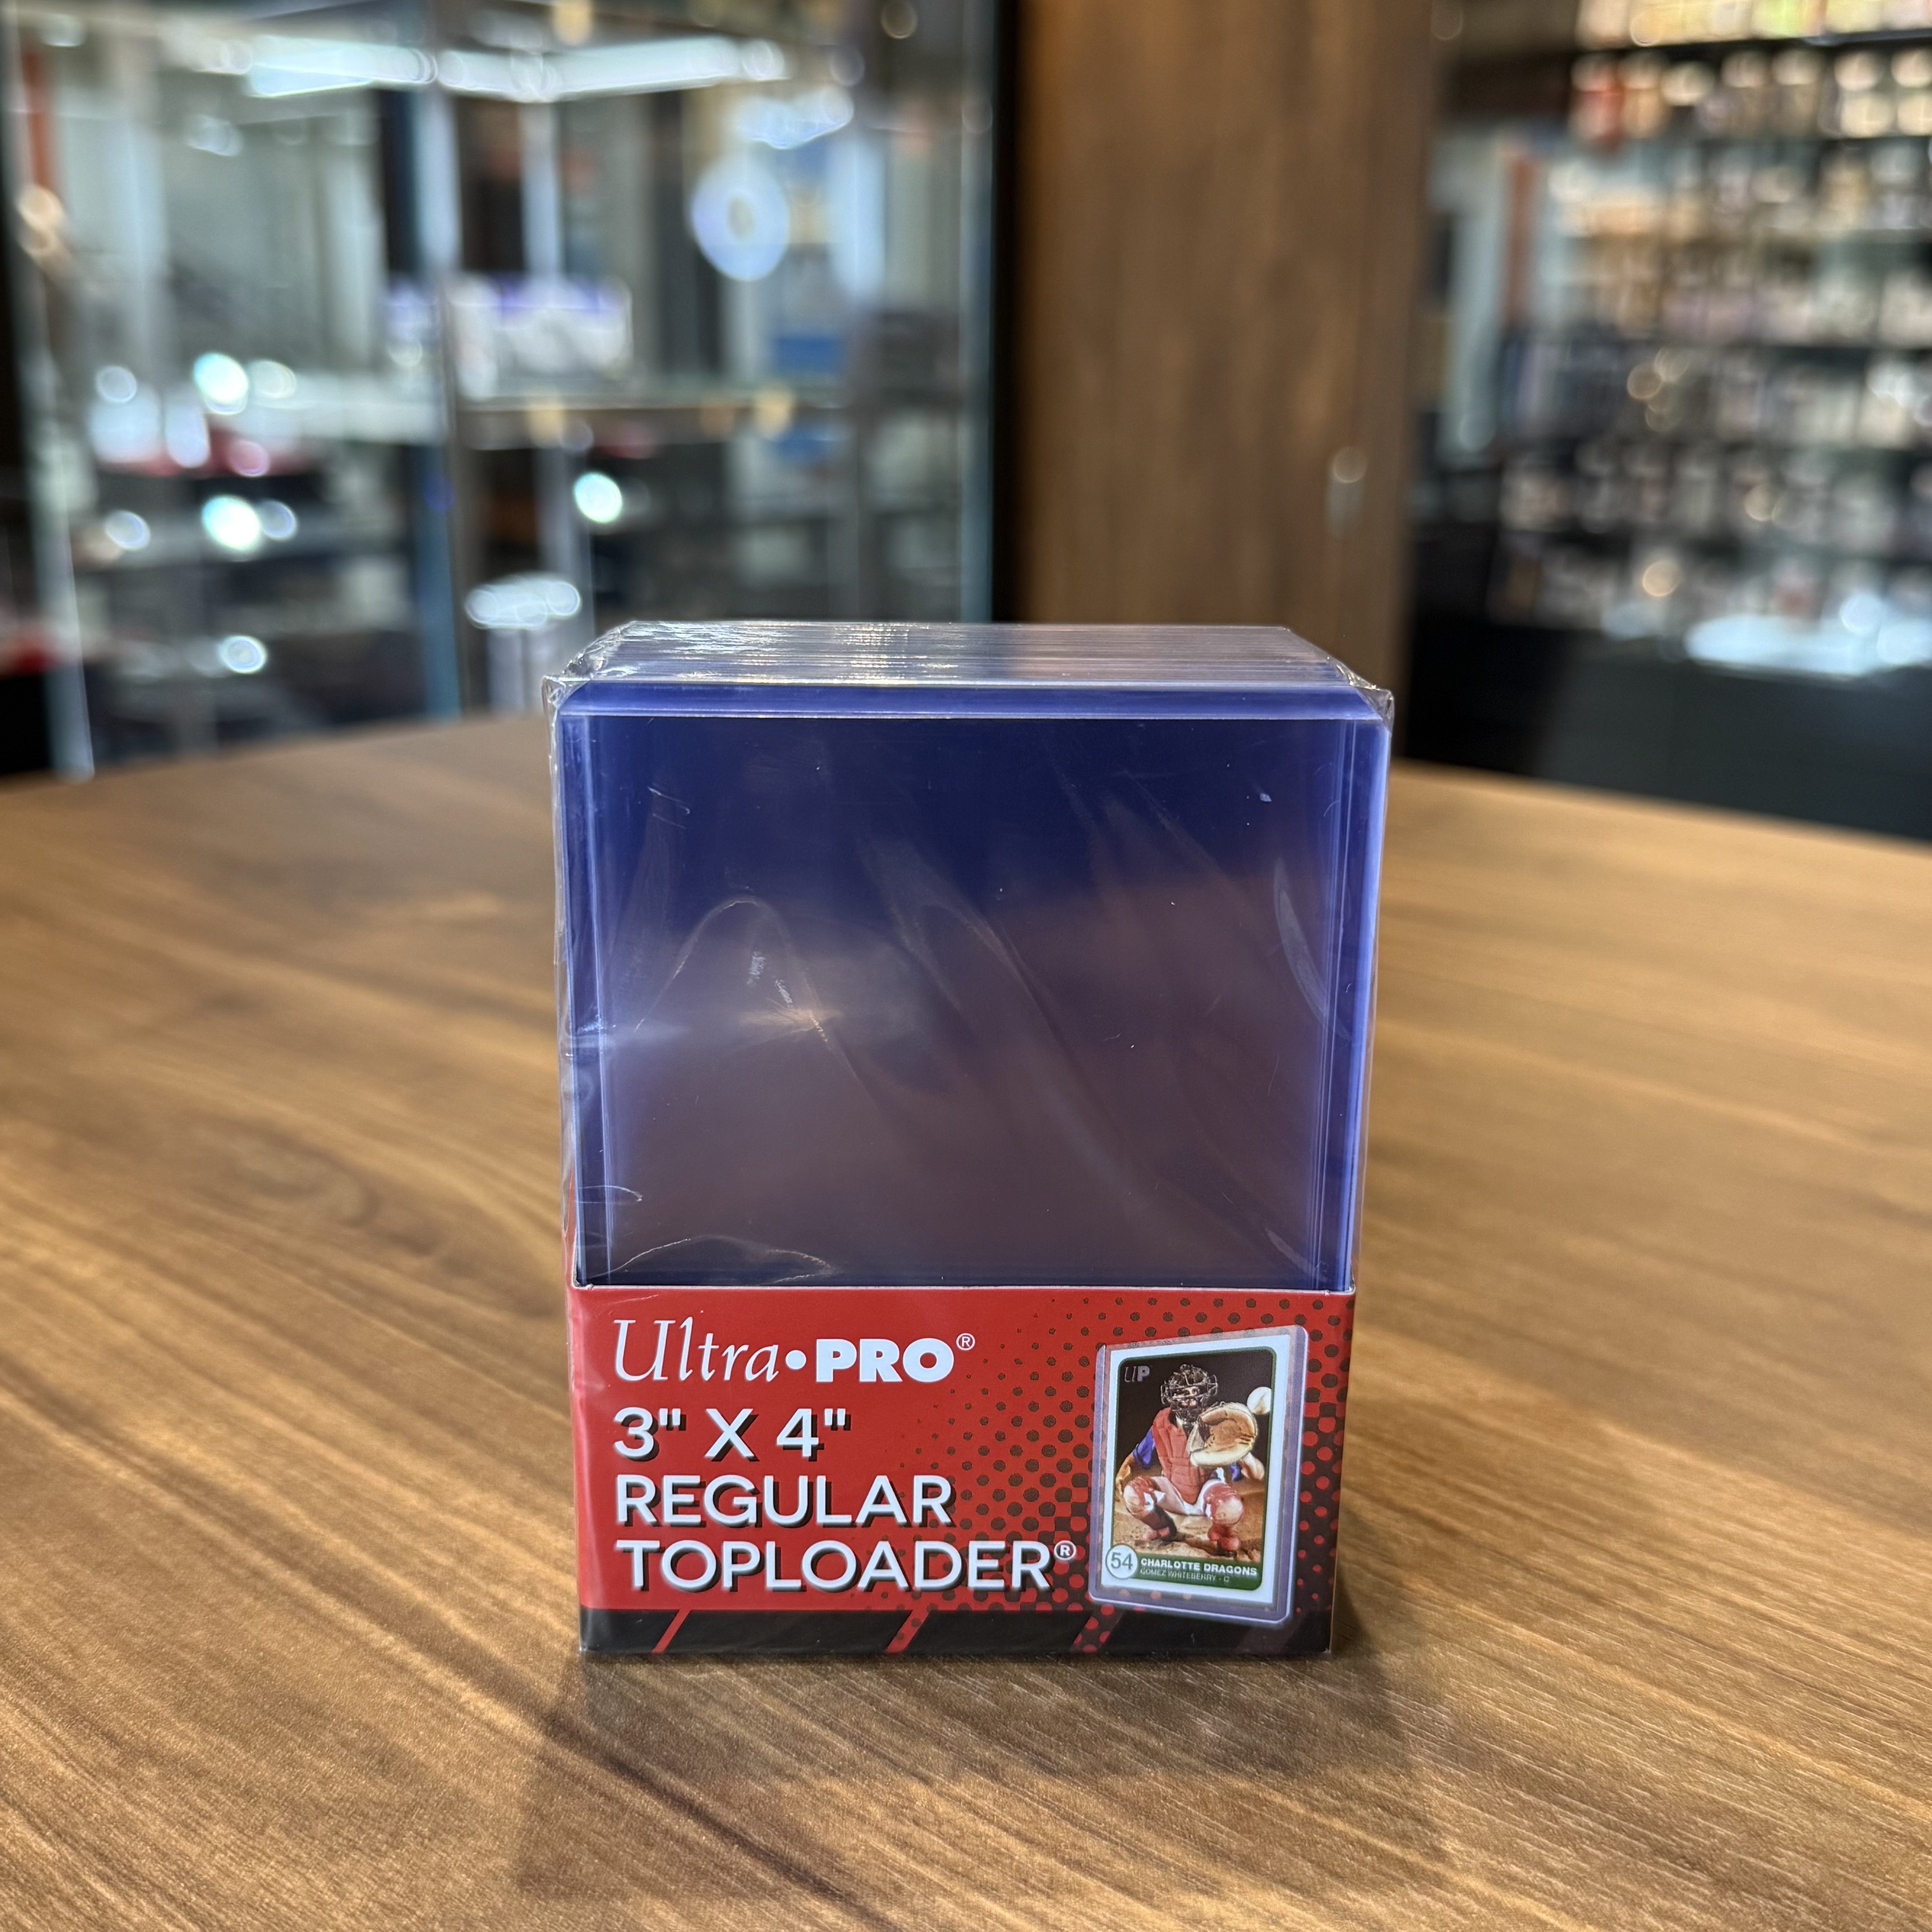 Ultra•PRO®
3" X 4"
REGULAR
TOPLOADER®
UP
54
CHARLOTTE DRAGONS
GOMEZ WHITEBERRY - C